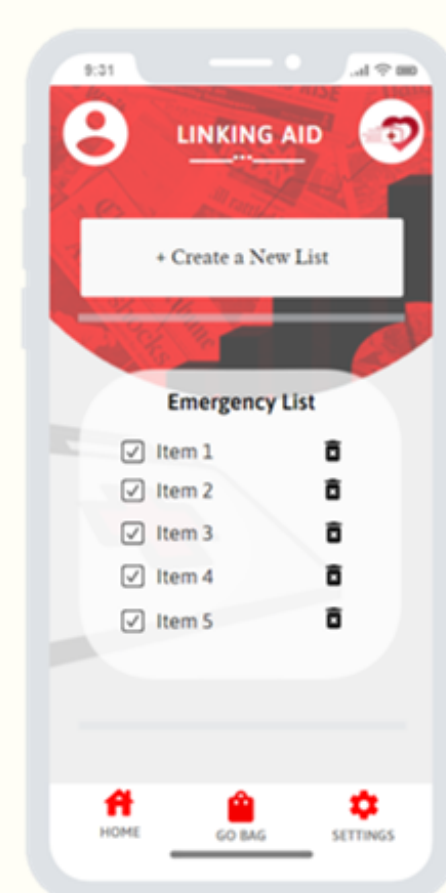 9:31
LINKING AID
+ Create a New List
Emergency List
Item 1
Item 2
Item 3
Item 4
Item 5
HOME
GO BAG
SETTINGS